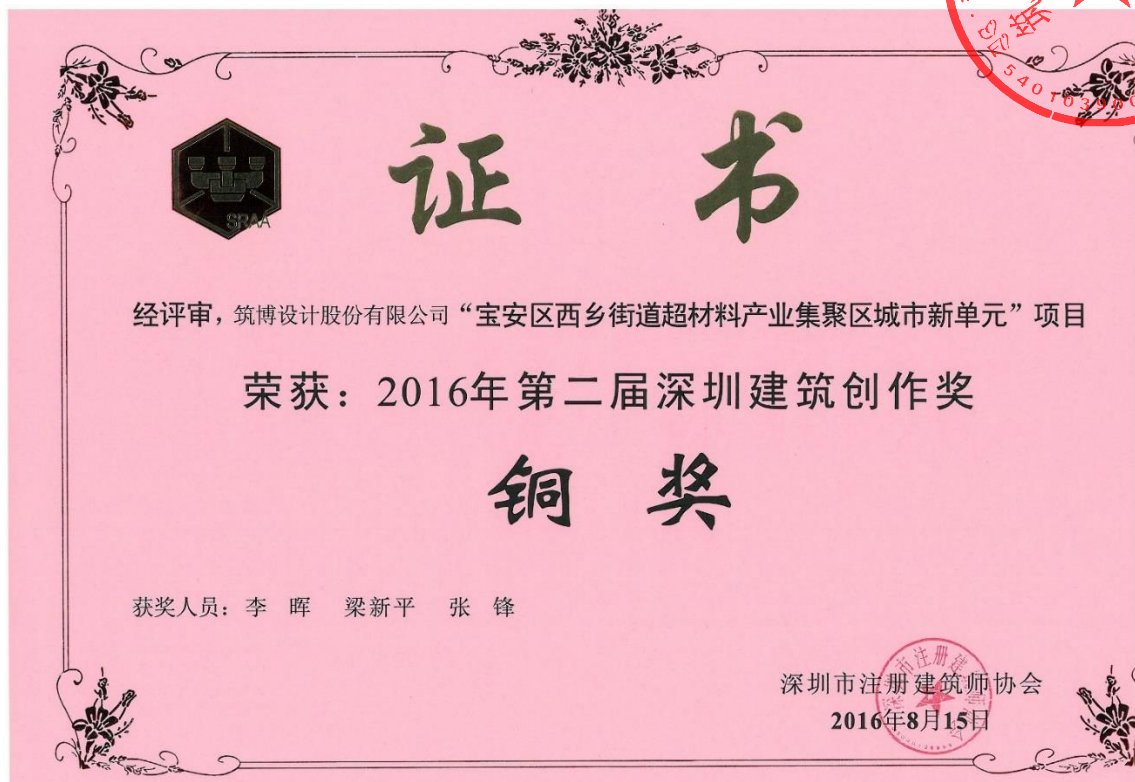 证 书
SRAA
经评审，筑博设计股份有限公司“宝安区西乡街道超材料产业集聚区城市新单元”项目
荣获：2016年第二届深圳建筑创作奖
铜 奖
获奖人员：李 晖 梁新平 张 锋
深圳市注册建筑师协会
2016年8月15日